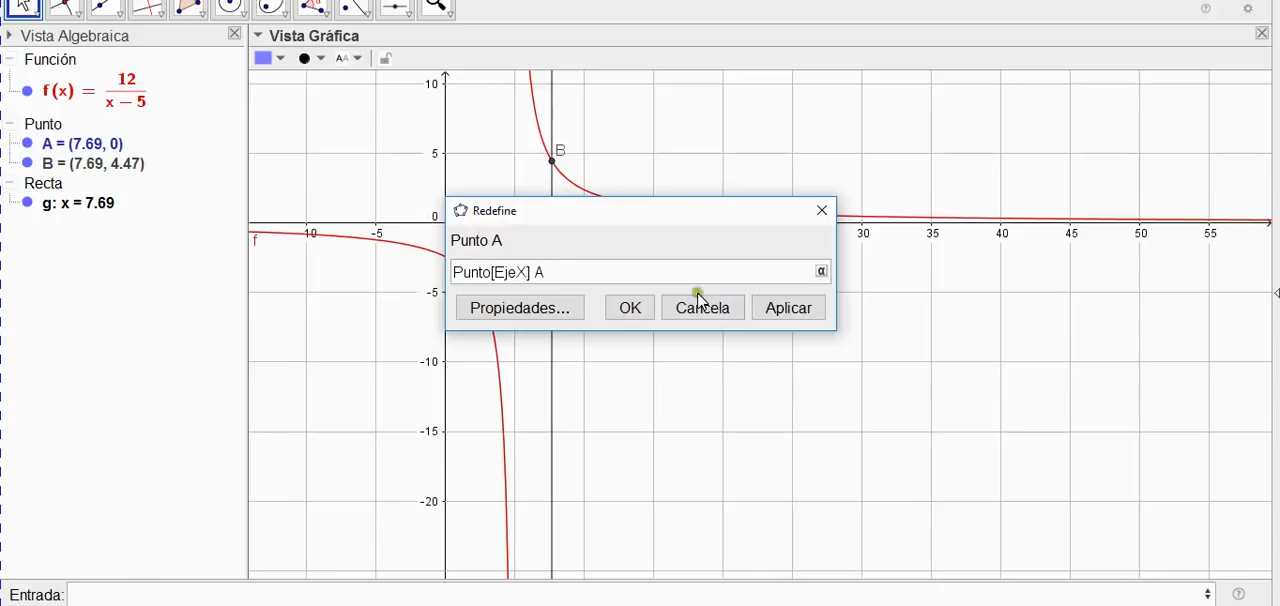 Vista Algebraica
Función
f(x) = 12 / x – 5
Punto
A = (7.69, 0)
B = (7.69, 4.47)
Recta
g: x = 7.69
Vista Gráfica
AA
10
5
0
-5
-10
-15
-20
10
-5
30
35
40
45
50
55
f
B
Redefine
Punto A
Punto[EjeX] A
α
Propiedades...
OK
Cancela
Aplicar
Entrada: